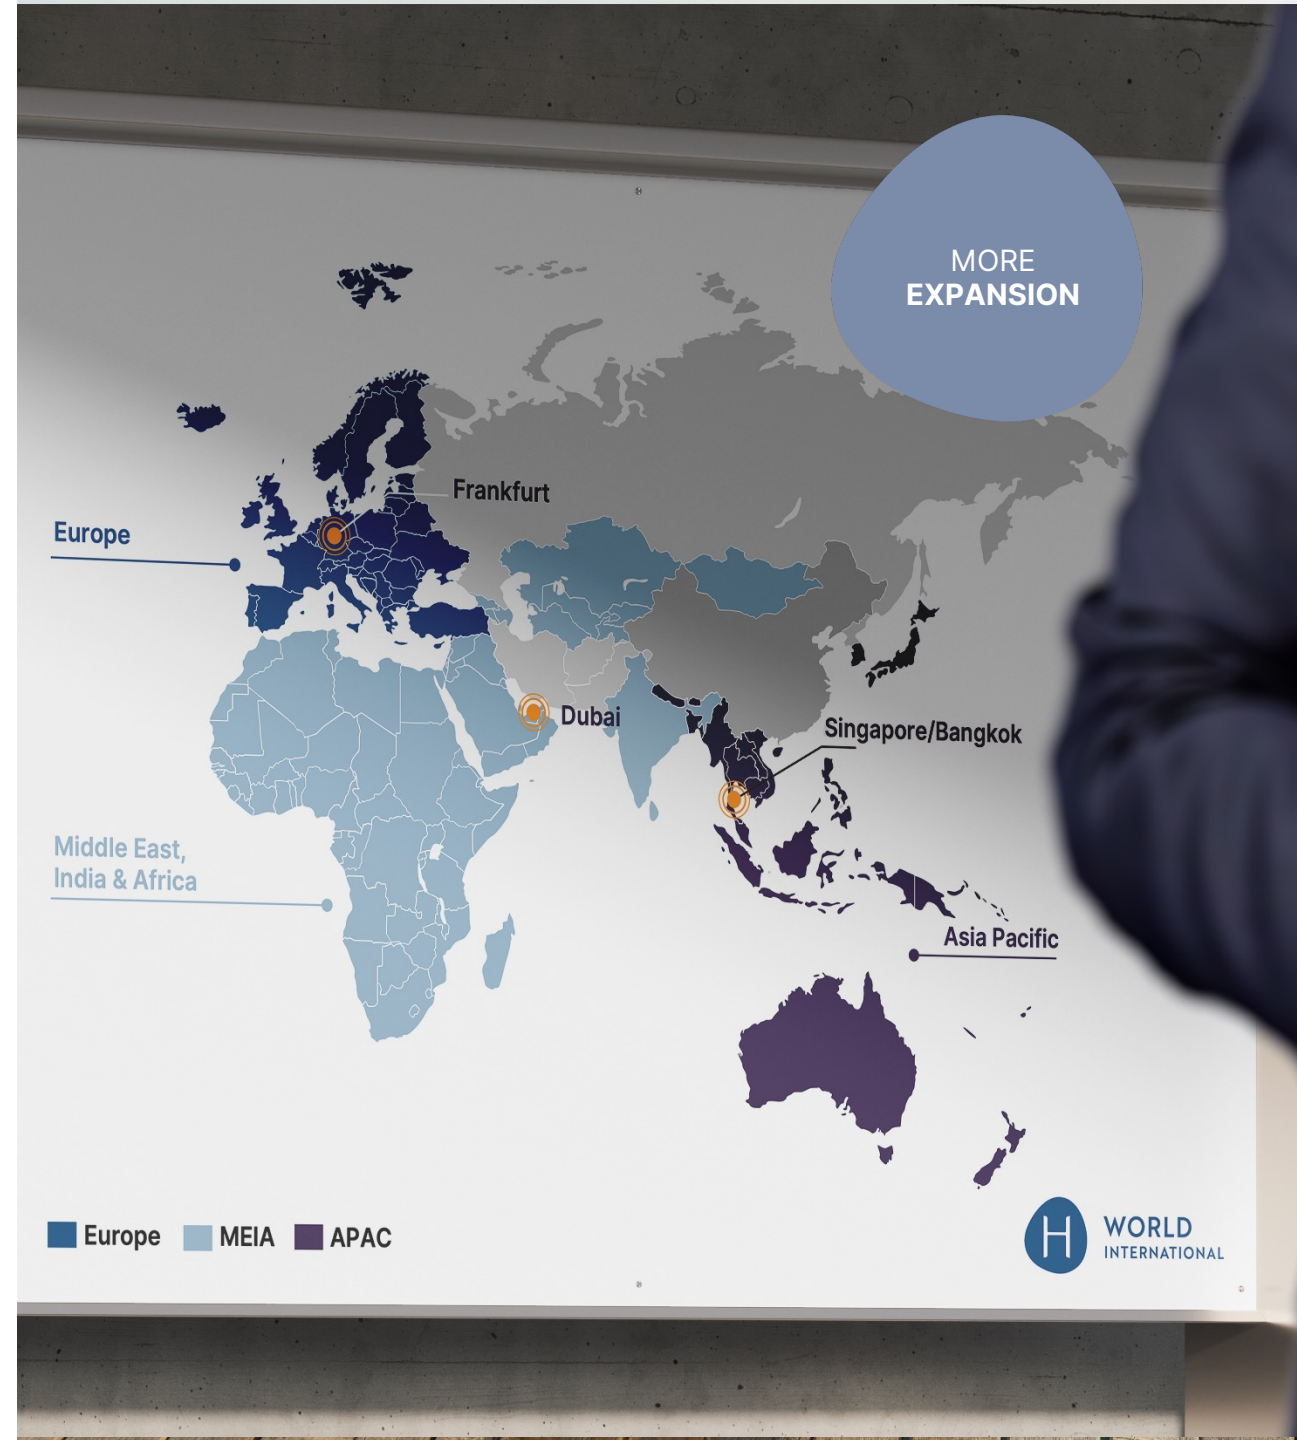 MORE
EXPANSION
Frankfurt
Europe
Dubai
Singapore/Bangkok
Middle East,
India & Africa
Asia Pacific
Europe
MEIA
APAC
H
WORLD
INTERNATIONAL